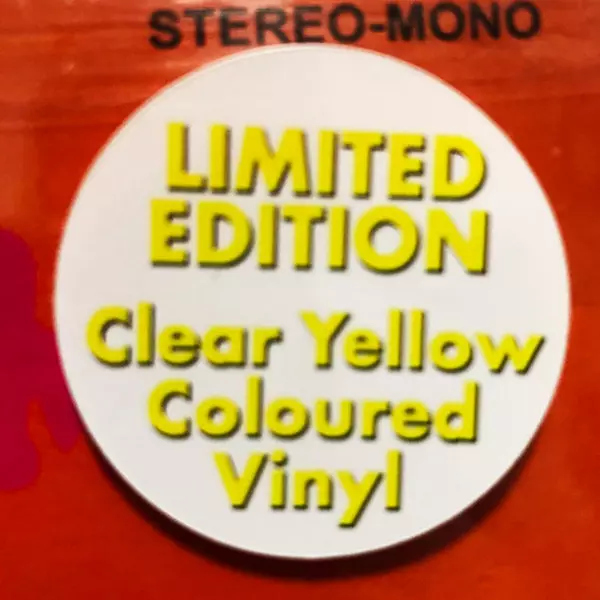 STEREO-MONO
LIMITED
EDITION
Clear Yellow
Coloured
Vinyl